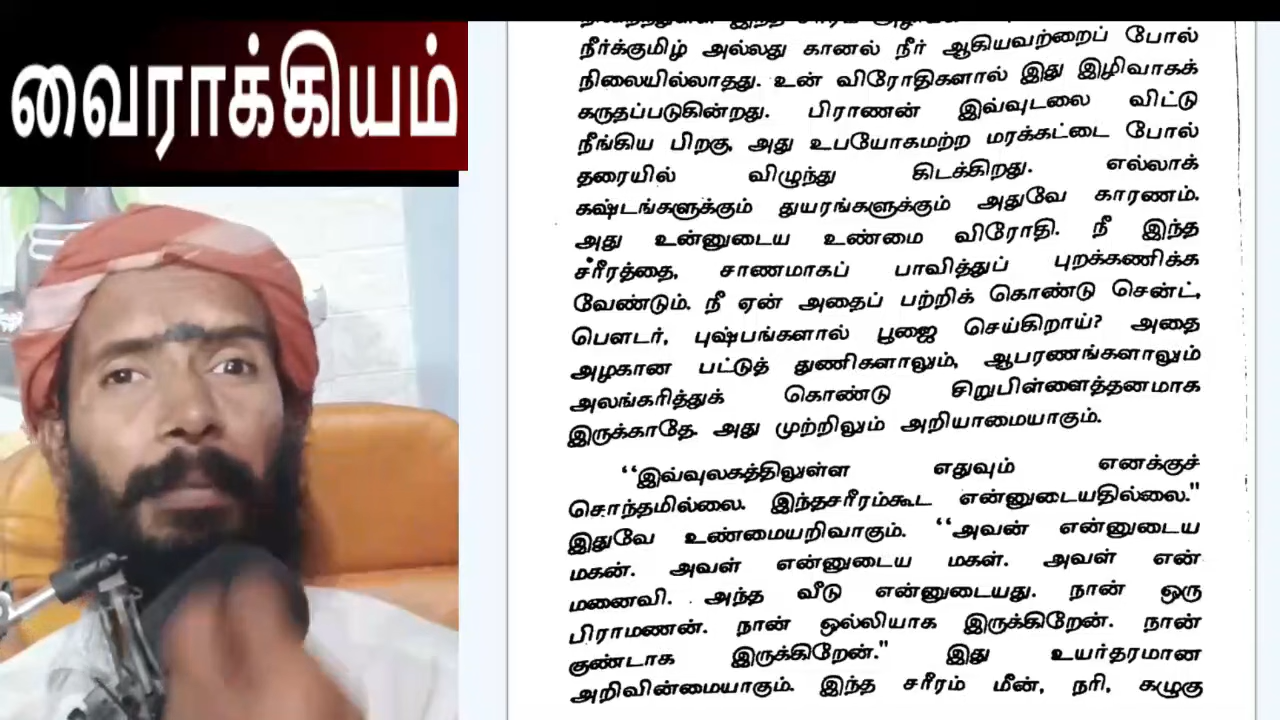 வைராக்கியம்
நீர்க்குமிழ் அல்லது கானல் நீர் ஆகியவற்றைப் போல்
நிலையில்லாதது. உன் விரோதிகளால் இது இழிவாகக்
கருதப்படுகின்றது. பிராணன் இவ்வுடலை விட்டு
நீங்கிய பிறகு, அது உபயோகமற்ற மரக்கட்டை போல்
தரையில் விழுந்து கிடக்கிறது. எல்லாக்
கஷ்டங்களுக்கும் துயரங்களுக்கும் அதுவே காரணம்.
அது உன்னுடைய உண்மை விரோதி. நீ இந்த
சரீரத்தை, சாணமாகப் பாவித்துப் புறக்கணிக்க
வேண்டும். நீ ஏன் அதைப் பற்றிக் கொண்டு சென்ட்,
பௌடர், புஷ்பங்களால் பூஜை செய்கிறாய்? அதை
அழகான பட்டுத் துணிகளாலும், ஆபரணங்களாலும்
அலங்கரித்துக் கொண்டு சிறுபிள்ளைத்தனமாக
இருக்காதே. அது முற்றிலும் அறியாமையாகும்.
‘‘இவ்வுலகத்திலுள்ள எதுவும் எனக்குச்
சொந்தமில்லை. இந்தசரீரம்கூட என்னுடையதில்லை."
இதுவே உண்மையறிவாகும். ‘‘அவன் என்னுடைய
மகன். அவள் என்னுடைய மகள். அவள் என்
மனைவி. அந்த வீடு என்னுடையது. நான் ஒரு
பிராமணன். நான் ஒல்லியாக இருக்கிறேன். நான்
குண்டாக இருக்கிறேன்." இது உயர்தரமான
அறிவின்மையாகும். இந்த சரீரம் மீன், நரி, கழுகு